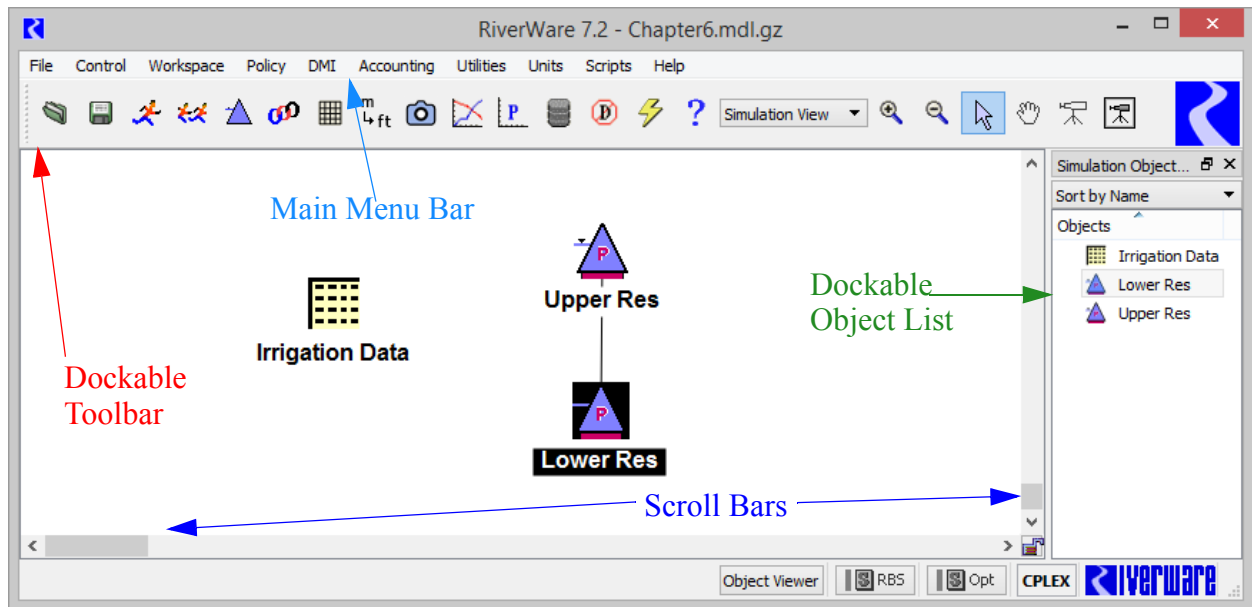 RiverWare 7.2 - Chapter6.mdl.gz
File Control Workspace Policy DMI Accounting Utilities Units Scripts Help
m ft P D ? Simulation View
Simulation Object...
Sort by Name
Objects
Irrigation Data
Lower Res
Upper Res
Main Menu Bar
P
Upper Res
Irrigation Data
Dockable
Object List
Dockable
Toolbar
P
Lower Res
Scroll Bars
Object Viewer S RBS S Opt CPLEX Riverware